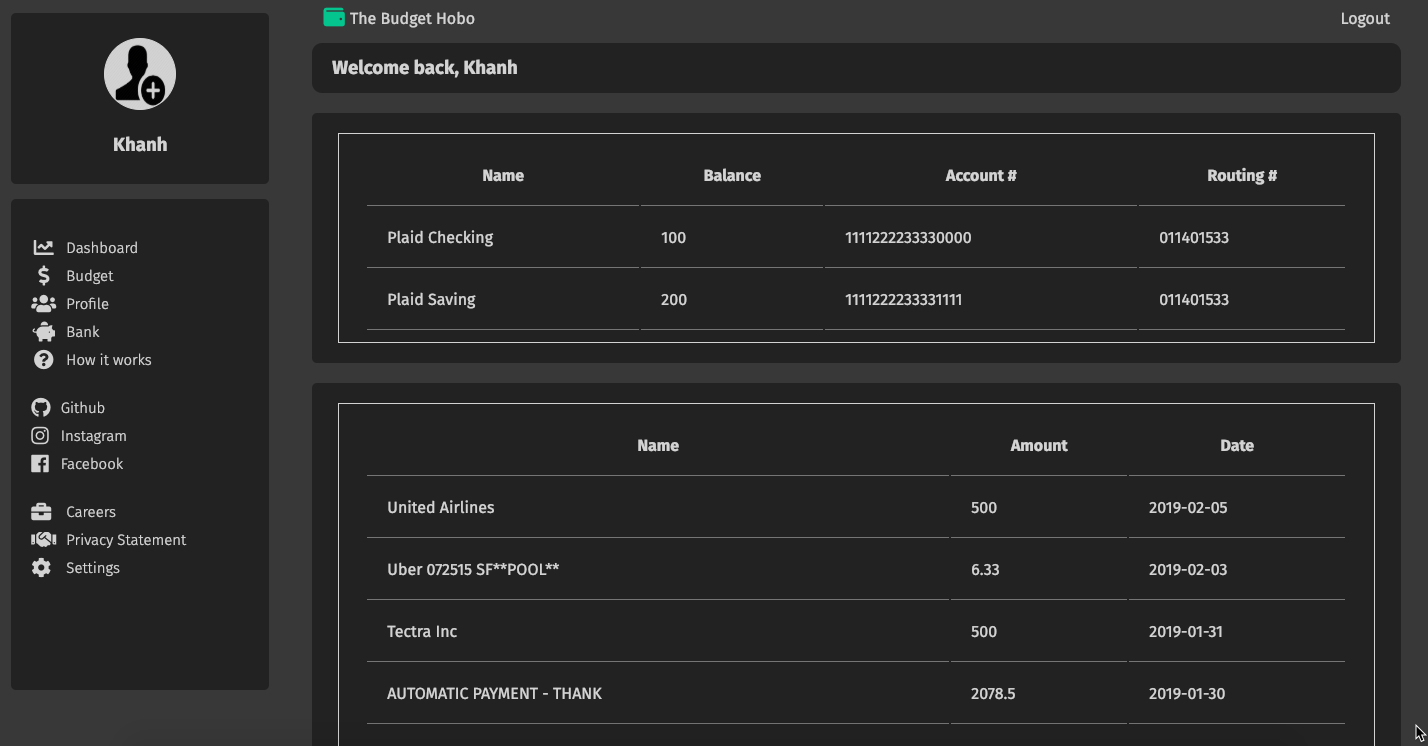 Khanh
Dashboard
Budget
Profile
Bank
How it works
Github
Instagram
Facebook
Careers
Privacy Statement
Settings
The Budget Hobo
Logout
Welcome back, Khanh
Name Balance Account # Routing #
Plaid Checking 100 1111222233330000 011401533
Plaid Saving 200 1111222233331111 011401533
Name Amount Date
United Airlines 500 2019-02-05
Uber 072515 SF**POOL** 6.33 2019-02-03
Tectra Inc 500 2019-01-31
AUTOMATIC PAYMENT - THANK 2078.5 2019-01-30